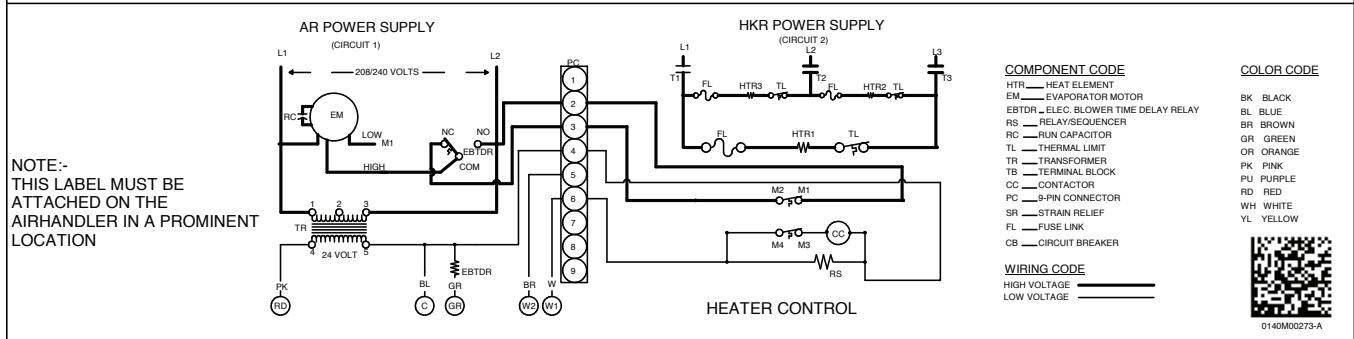 AR POWER SUPPLY
(CIRCUIT 1)
L1
L2
208/240 VOLTS
RC
EM
LOW
M1
HIGH
NC
NO
EBTDR
COM
1
2
3
TR
4
24 VOLT
5
EBTDR
PK
RD
BL
C
GR
GR
BR
W2
W
W1
PC
1
2
3
4
5
6
7
8
9
HKR POWER SUPPLY
(CIRCUIT 2)
L1
L2
L3
T1
T2
T3
FL
HTR3
TL
FL
HTR2
TL
FL
HTR1
TL
M2
M1
M4
M3
CC
RS
HEATER CONTROL
NOTE:-
THIS LABEL MUST BE
ATTACHED ON THE
AIRHANDLER IN A PROMINENT
LOCATION
COMPONENT CODE
HTR HEAT ELEMENT
EM EVAPORATOR MOTOR
EBTDR ELEC. BLOWER TIME DELAY RELAY
RS RELAY/SEQUENCER
RC RUN CAPACITOR
TL THERMAL LIMIT
TR TRANSFORMER
TB TERMINAL BLOCK
CC CONTACTOR
PC 9-PIN CONNECTOR
SR STRAIN RELIEF
FL FUSE LINK
CB CIRCUIT BREAKER
WIRING CODE
HIGH VOLTAGE
LOW VOLTAGE
COLOR CODE
BK BLACK
BL BLUE
BR BROWN
GR GREEN
OR ORANGE
PK PINK
PU PURPLE
RD RED
WH WHITE
YL YELLOW
0140M00273-A